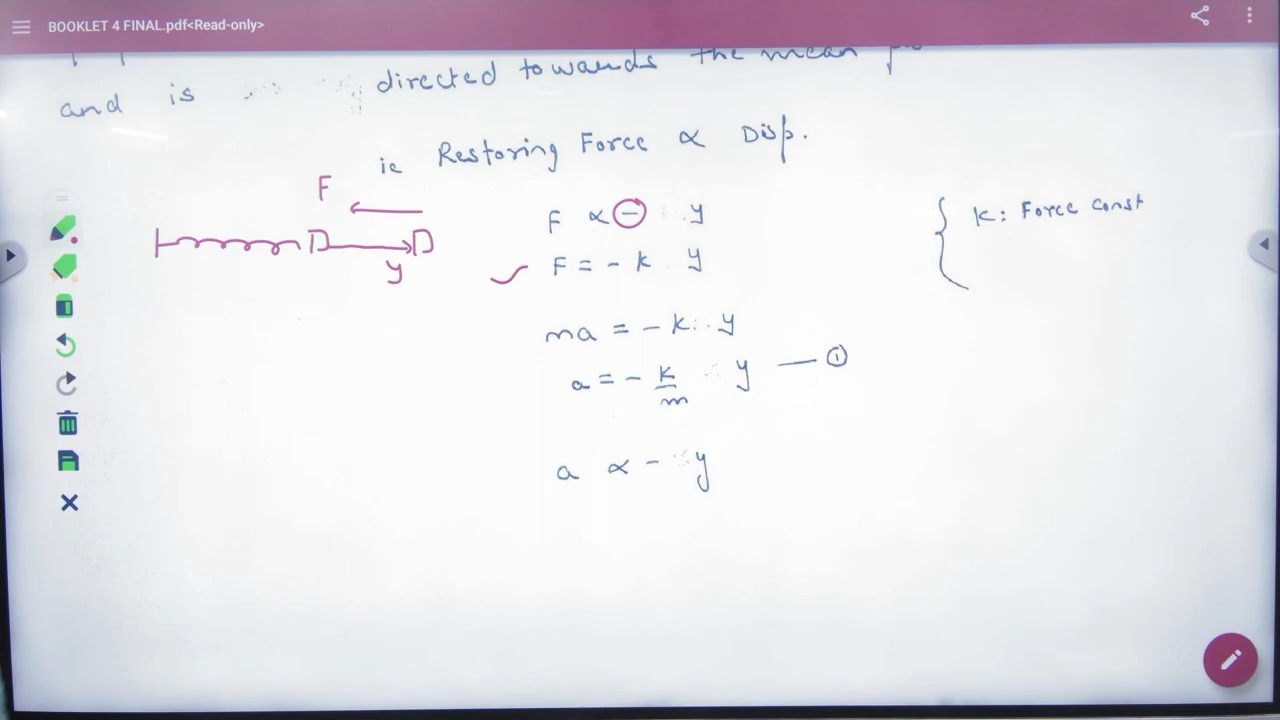 BOOKLET 4 FINAL.pdf<Read-only>
directed towards the mean
and is
ie Restoring Force ∝ Disp.
F
F ∝ - y
K: Force const
D D
y
F = - k y
ma = - k y
a = - k/m y — ①
a ∝ - y